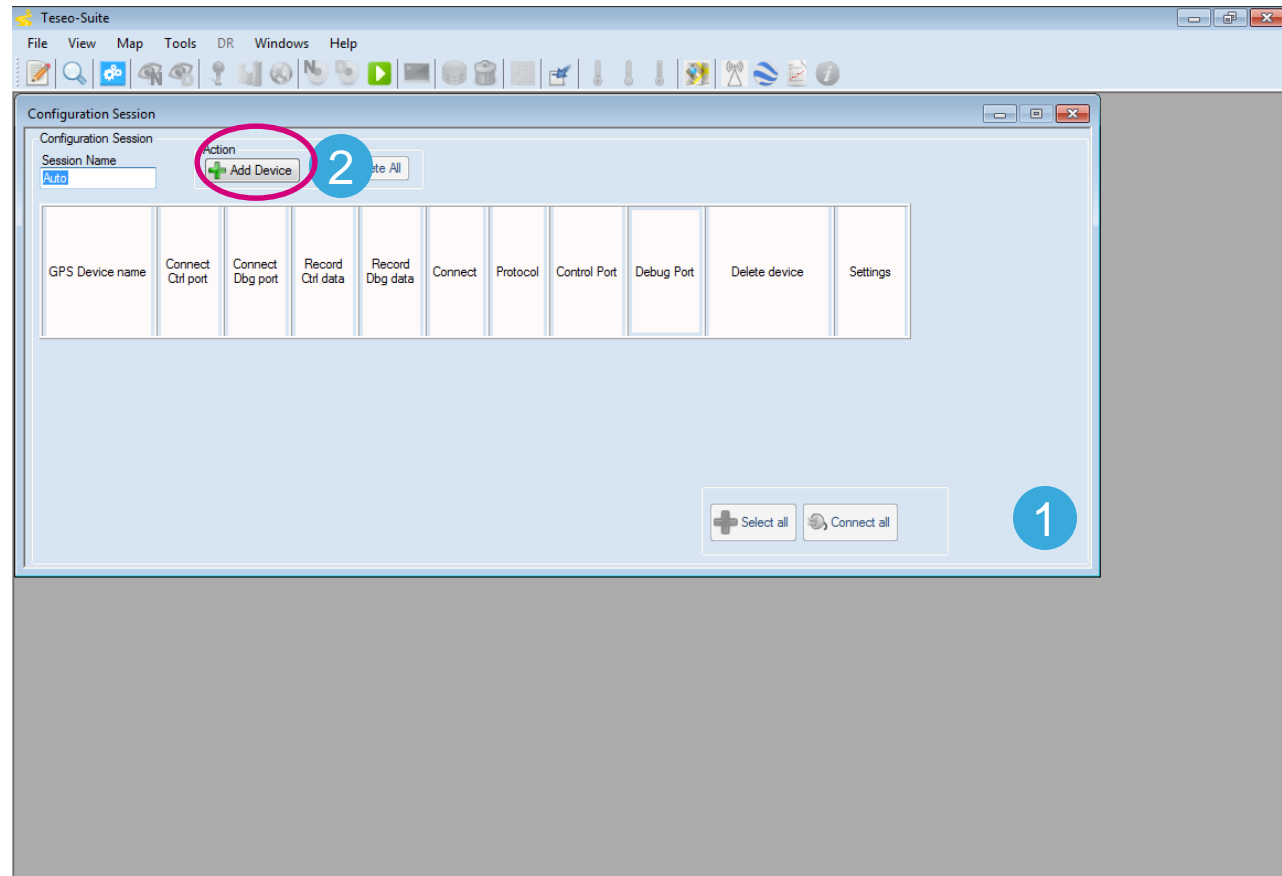 Teseo-Suite
File View Map Tools DR Windows Help
Configuration Session
Configuration Session
Session Name
Auto
Action
Add Device
2
ete All
GPS Device name
Connect
Ctrl port
Connect
Dbg port
Record
Ctrl data
Record
Dbg data
Connect
Protocol
Control Port
Debug Port
Delete device
Settings
Select all
Connect all
1